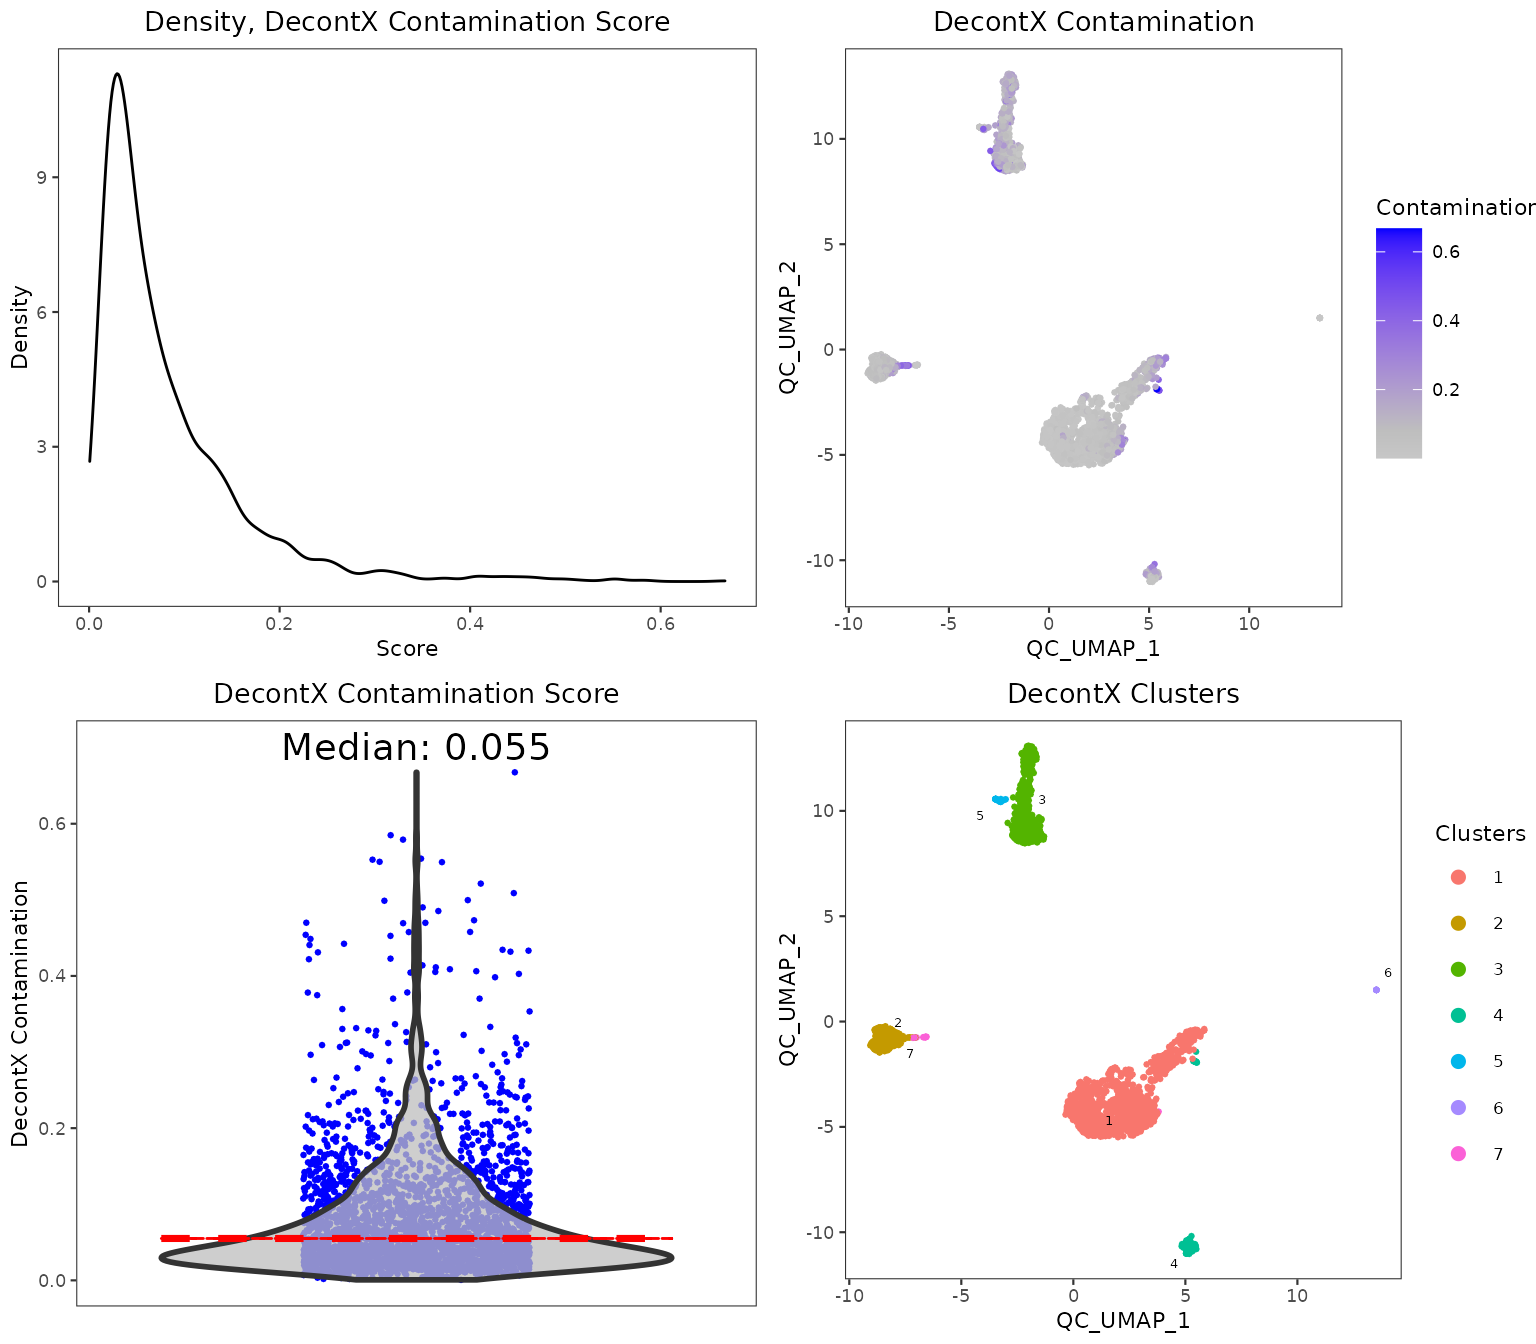 Density, DecontX Contamination Score
Density
9
6
3
0
0.0 0.2 0.4 0.6
Score
DecontX Contamination
QC_UMAP_2
10
5
0
-5
-10
-10 -5 0 5 10
QC_UMAP_1
Contamination
0.6
0.4
0.2
DecontX Contamination Score
Median: 0.055
DecontX Contamination
0.6
0.4
0.2
0.0
DecontX Clusters
QC_UMAP_2
10
5
0
-5
-10
3
5
6
2
7
1
4
-10 -5 0 5 10
QC_UMAP_1
Clusters
1
2
3
4
5
6
7